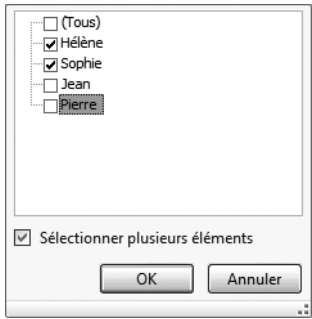 (Tous)
Hélène
Sophie
Jean
Pierre
Sélectionner plusieurs éléments
OK
Annuler